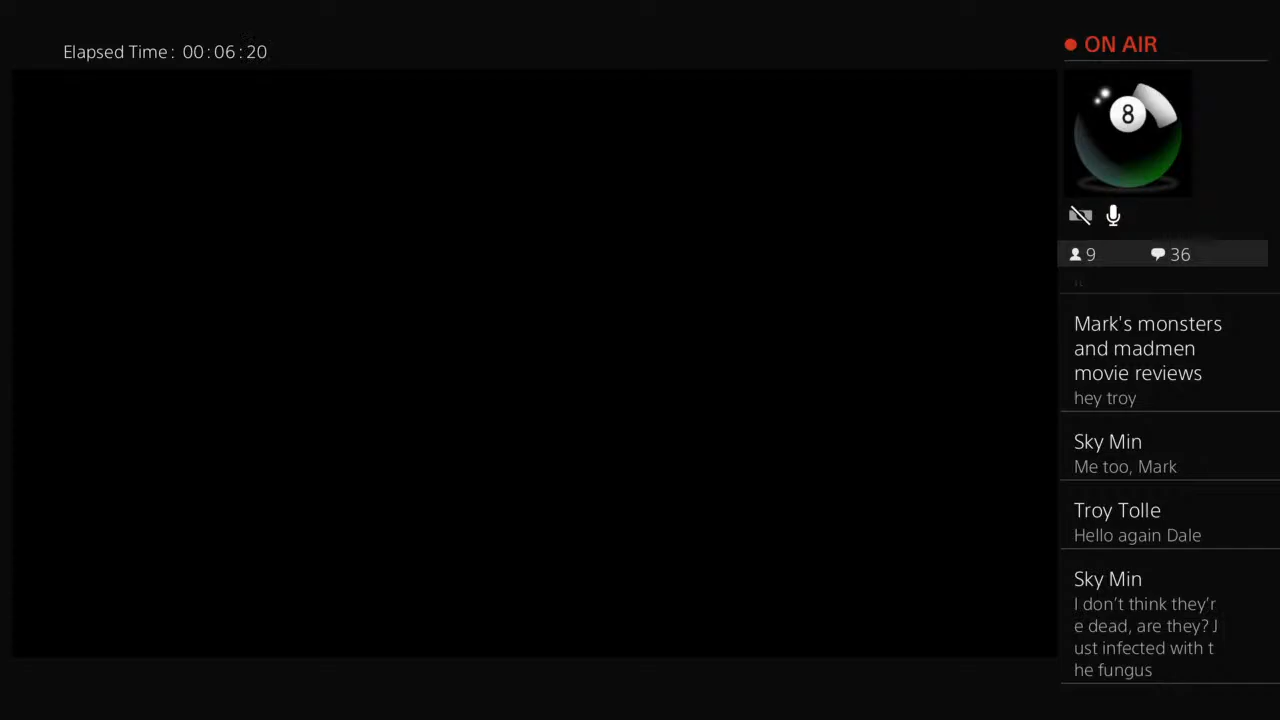 Elapsed Time: 00:06:20
ON AIR
8
9 36
Mark's monsters
and madmen
movie reviews
hey troy
Sky Min
Me too, Mark
Troy Tolle
Hello again Dale
Sky Min
I don't think they'r
e dead, are they? J
ust infected with t
he fungus